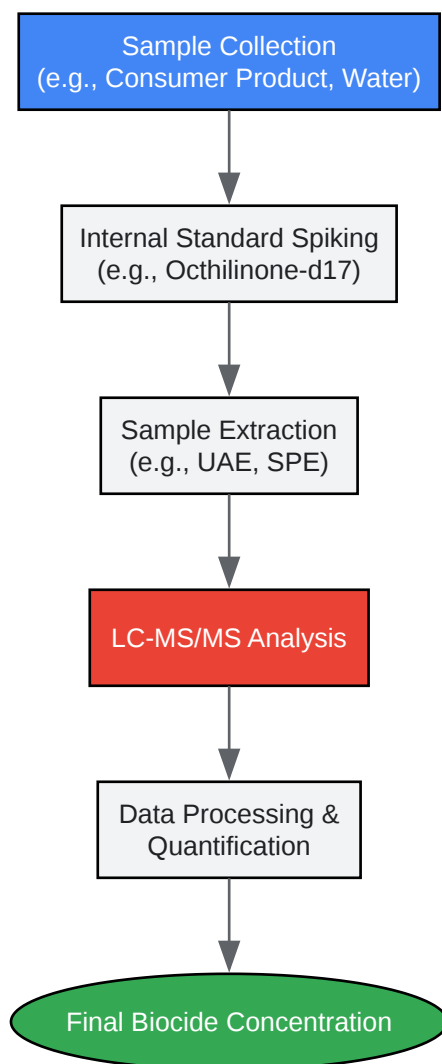 Sample Collection
(e.g., Consumer Product, Water)
Internal Standard Spiking
(e.g., Octhilinone-d17)
Sample Extraction
(e.g., UAE, SPE)
LC-MS/MS Analysis
Data Processing &
Quantification
Final Biocide Concentration